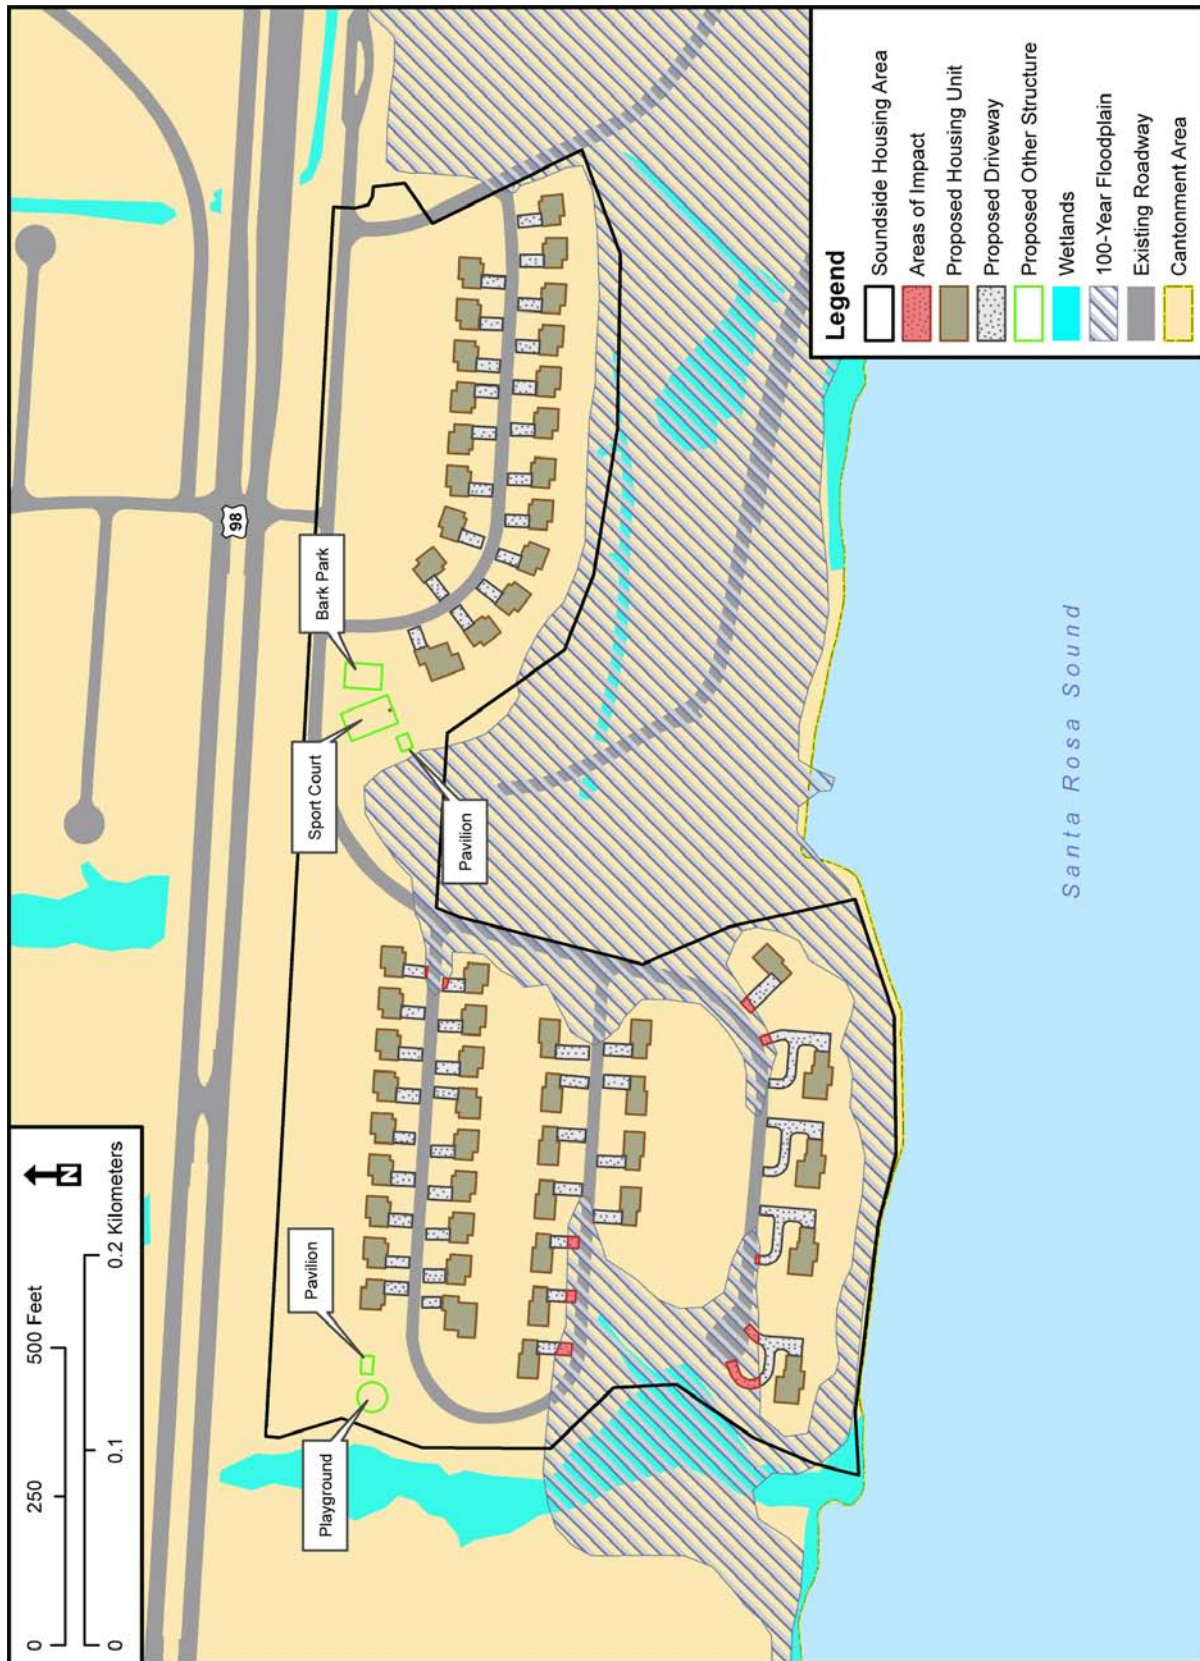 0 250 500 Feet
0 0.1 0.2 Kilometers
N
98
Playground
Pavilion
Sport Court
Bark Park
Pavilion
Santa Rosa Sound
Legend
Soundside Housing Area
Areas of Impact
Proposed Housing Unit
Proposed Driveway
Proposed Other Structure
Wetlands
100-Year Floodplain
Existing Roadway
Cantonment Area